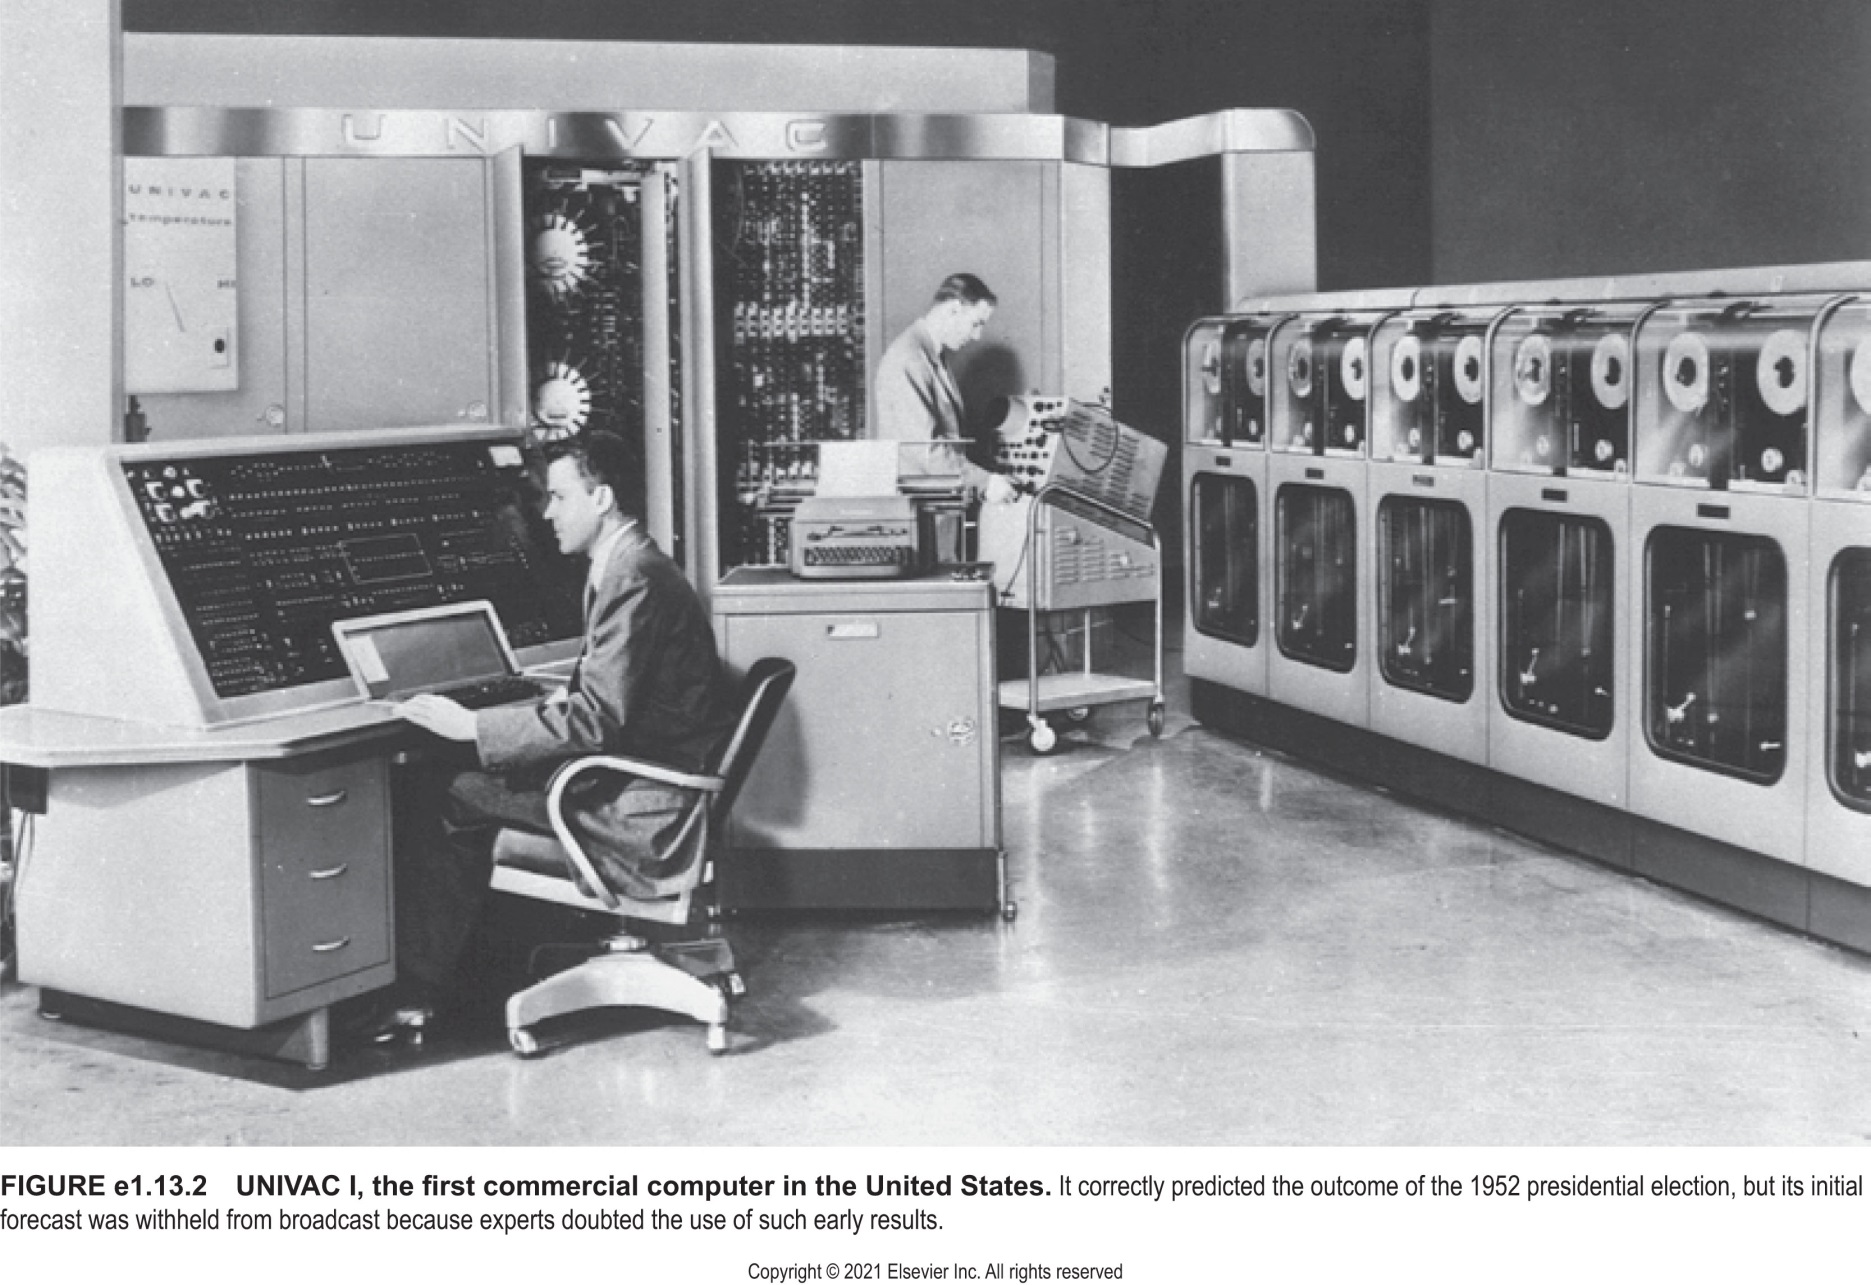 UNIVAC
UNIVAC
temperature
LO HI
FIGURE e1.13.2 UNIVAC I, the first commercial computer in the United States. It correctly predicted the outcome of the 1952 presidential election, but its initial
forecast was withheld from broadcast because experts doubted the use of such early results.
Copyright © 2021 Elsevier Inc. All rights reserved